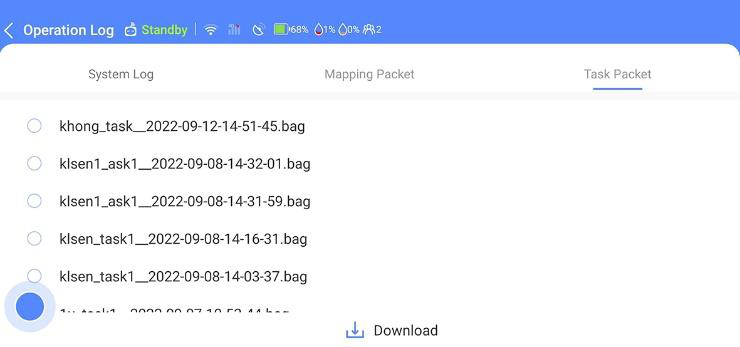 Operation Log Standby 68% 1% 0% 2
System Log Mapping Packet Task Packet
khong_task__2022-09-12-14-51-45.bag
klsen1_ask1__2022-09-08-14-32-01.bag
klsen1_ask1__2022-09-08-14-31-59.bag
klsen_task1__2022-09-08-14-16-31.bag
klsen_task1__2022-09-08-14-03-37.bag
Download